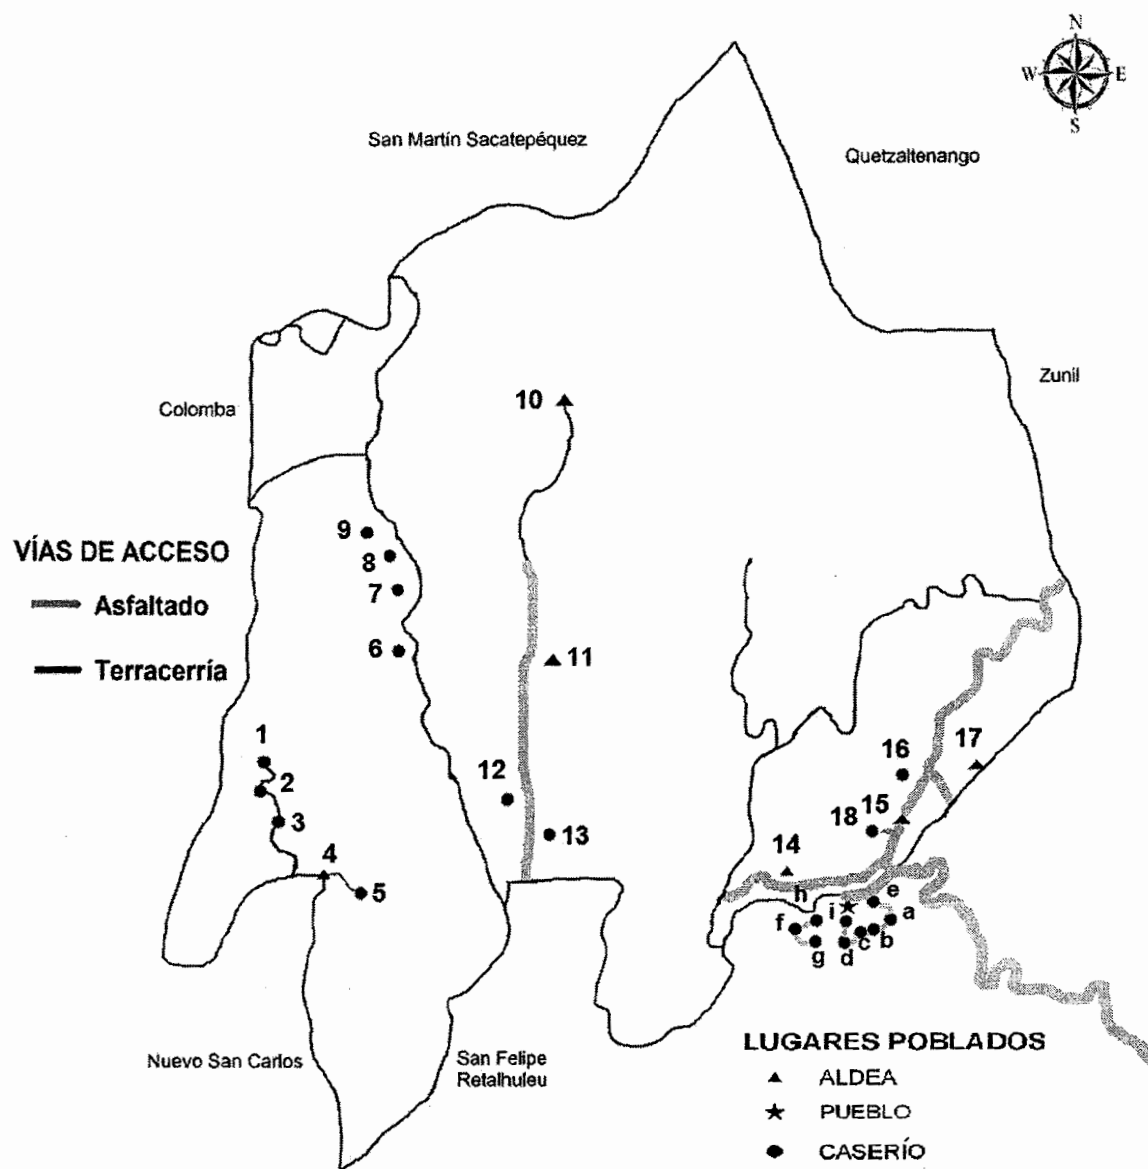 N
W E
S
San Martín Sacatepéquez
Quetzaltenango
Zunil
Colomba
10
9
8
7
6
VÍAS DE ACCESO
Asfaltado
Terracerría
11
1
2
3
4
5
12
13
16
17
15
18
14
h
e
i
a
f
c
b
g
d
Nuevo San Carlos
San Felipe
Retalhuleu
LUGARES POBLADOS
ALDEA
PUEBLO
CASERÍO